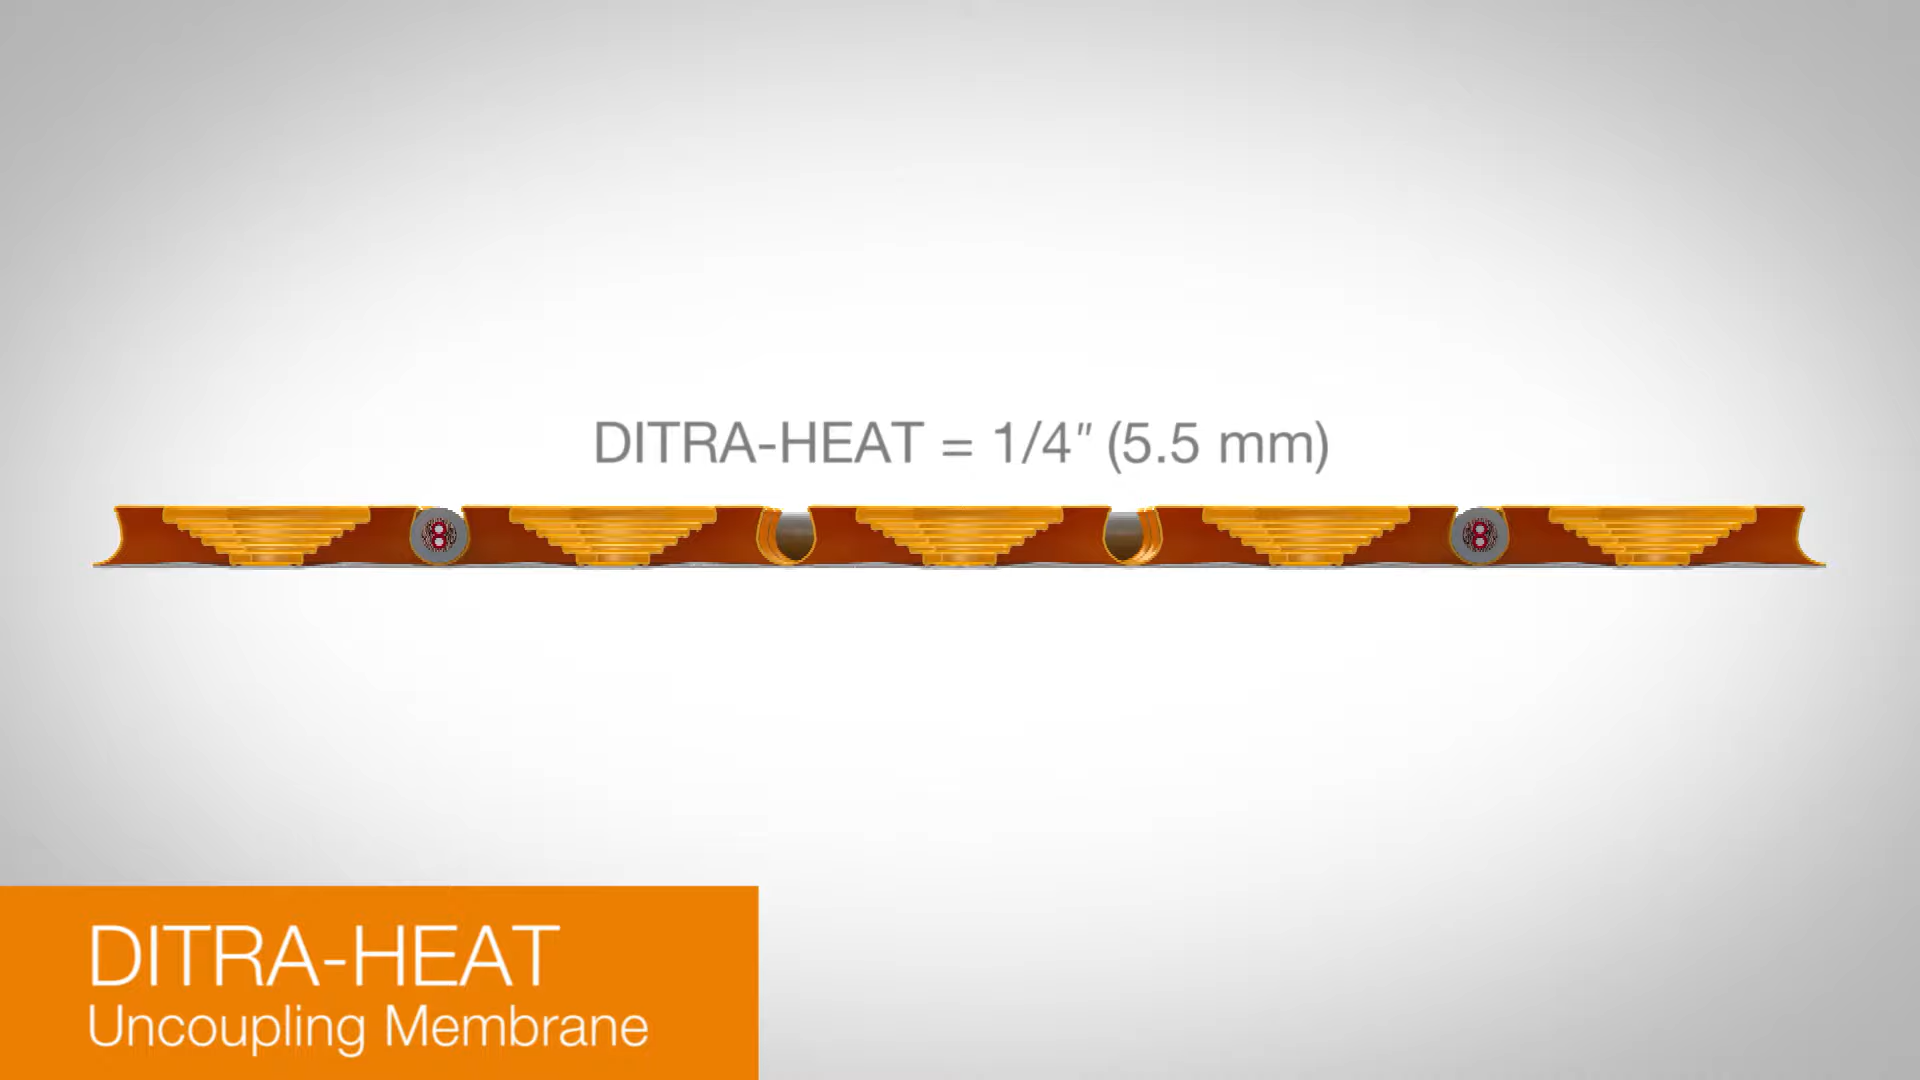 DITRA-HEAT = 1/4" (5.5 mm)
DITRA-HEAT
Uncoupling Membrane